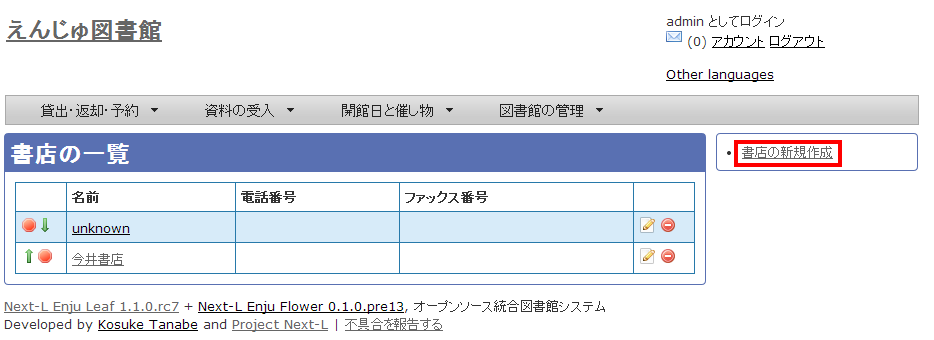 えんじゅ図書館
admin としてログイン
(0) アカウント ログアウト
Other languages
貸出・返却・予約 資料の受入 開館日と催し物 図書館の管理
書店の一覧
書店の新規作成
名前 電話番号 ファックス番号
unknown
今井書店
Next-L Enju Leaf 1.1.0.rc7 + Next-L Enju Flower 0.1.0.pre13, オープンソース統合図書館システム
Developed by Kosuke Tanabe and Project Next-L | 不具合を報告する